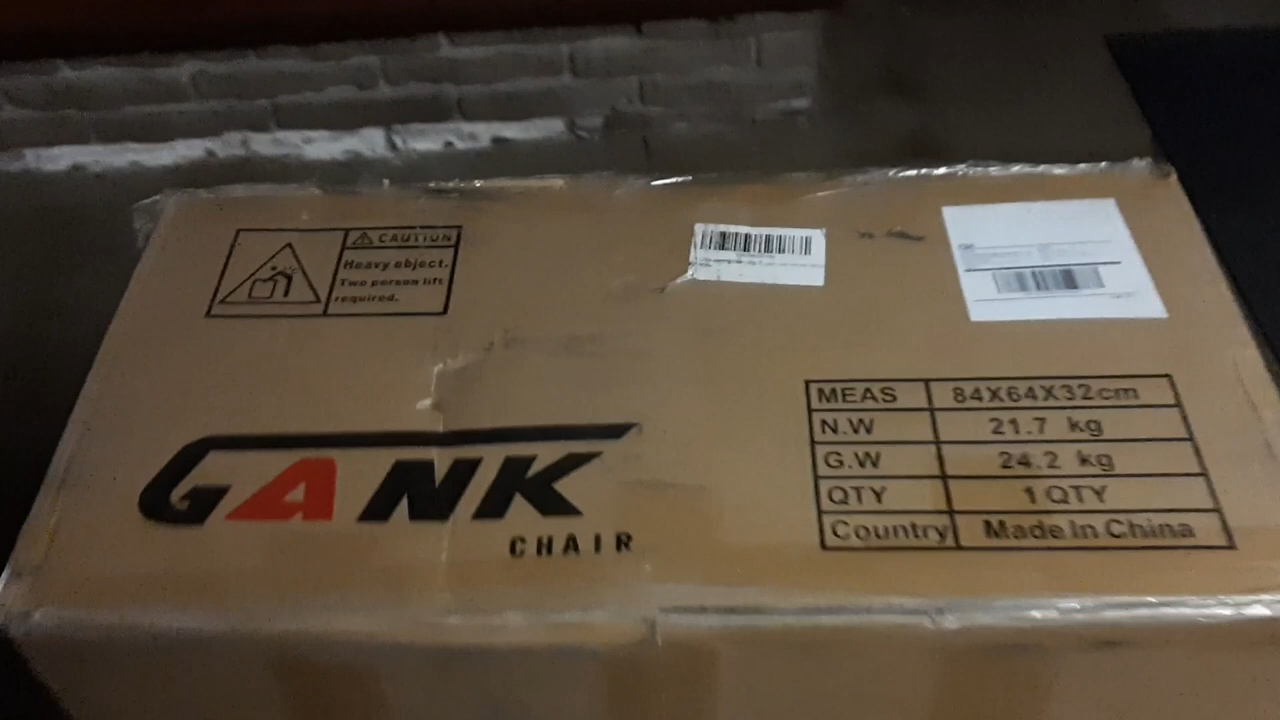 CAUTION
Heavy object.
Two person lift
required.
GANK
CHAIR
MEAS 84X64X32cm
N.W 21.7 kg
G.W 24.2 kg
QTY 1 QTY
Country Made In China